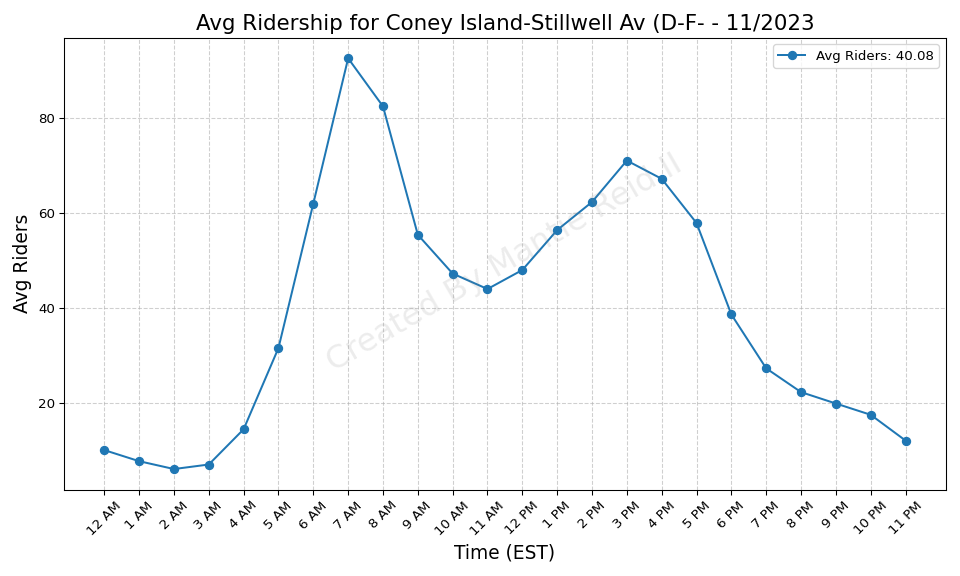 Avg Ridership for Coney Island-Stillwell Av (D-F- - 11/2023
Avg Riders: 40.08
Avg Riders
80
60
40
20
Created By Mantle Reidall
12 AM
1 AM
2 AM
3 AM
4 AM
5 AM
6 AM
7 AM
8 AM
9 AM
10 AM
11 AM
12 PM
1 PM
2 PM
3 PM
4 PM
5 PM
6 PM
7 PM
8 PM
9 PM
10 PM
11 PM
Time (EST)